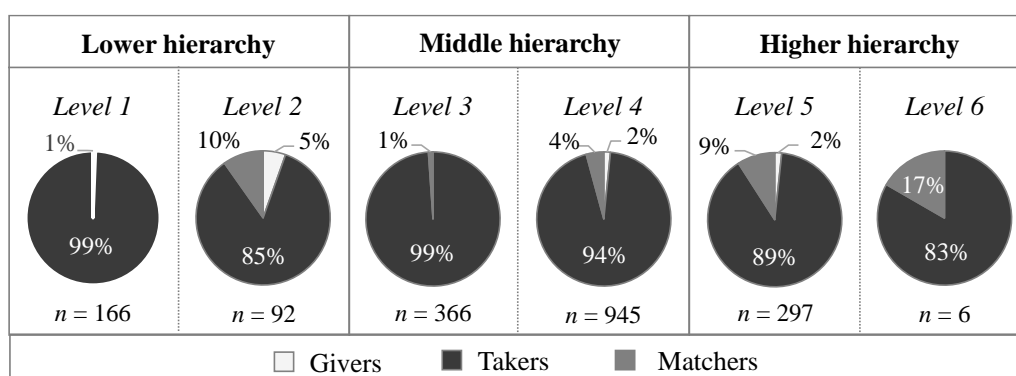 Lower hierarchy Middle hierarchy Higher hierarchy
Level 1 Level 2 Level 3 Level 4 Level 5 Level 6
1% 10% 5% 1% 4% 2% 9% 2% 17%
99% 85% 99% 94% 89% 83%
n = 166 n = 92 n = 366 n = 945 n = 297 n = 6
Givers Takers Matchers